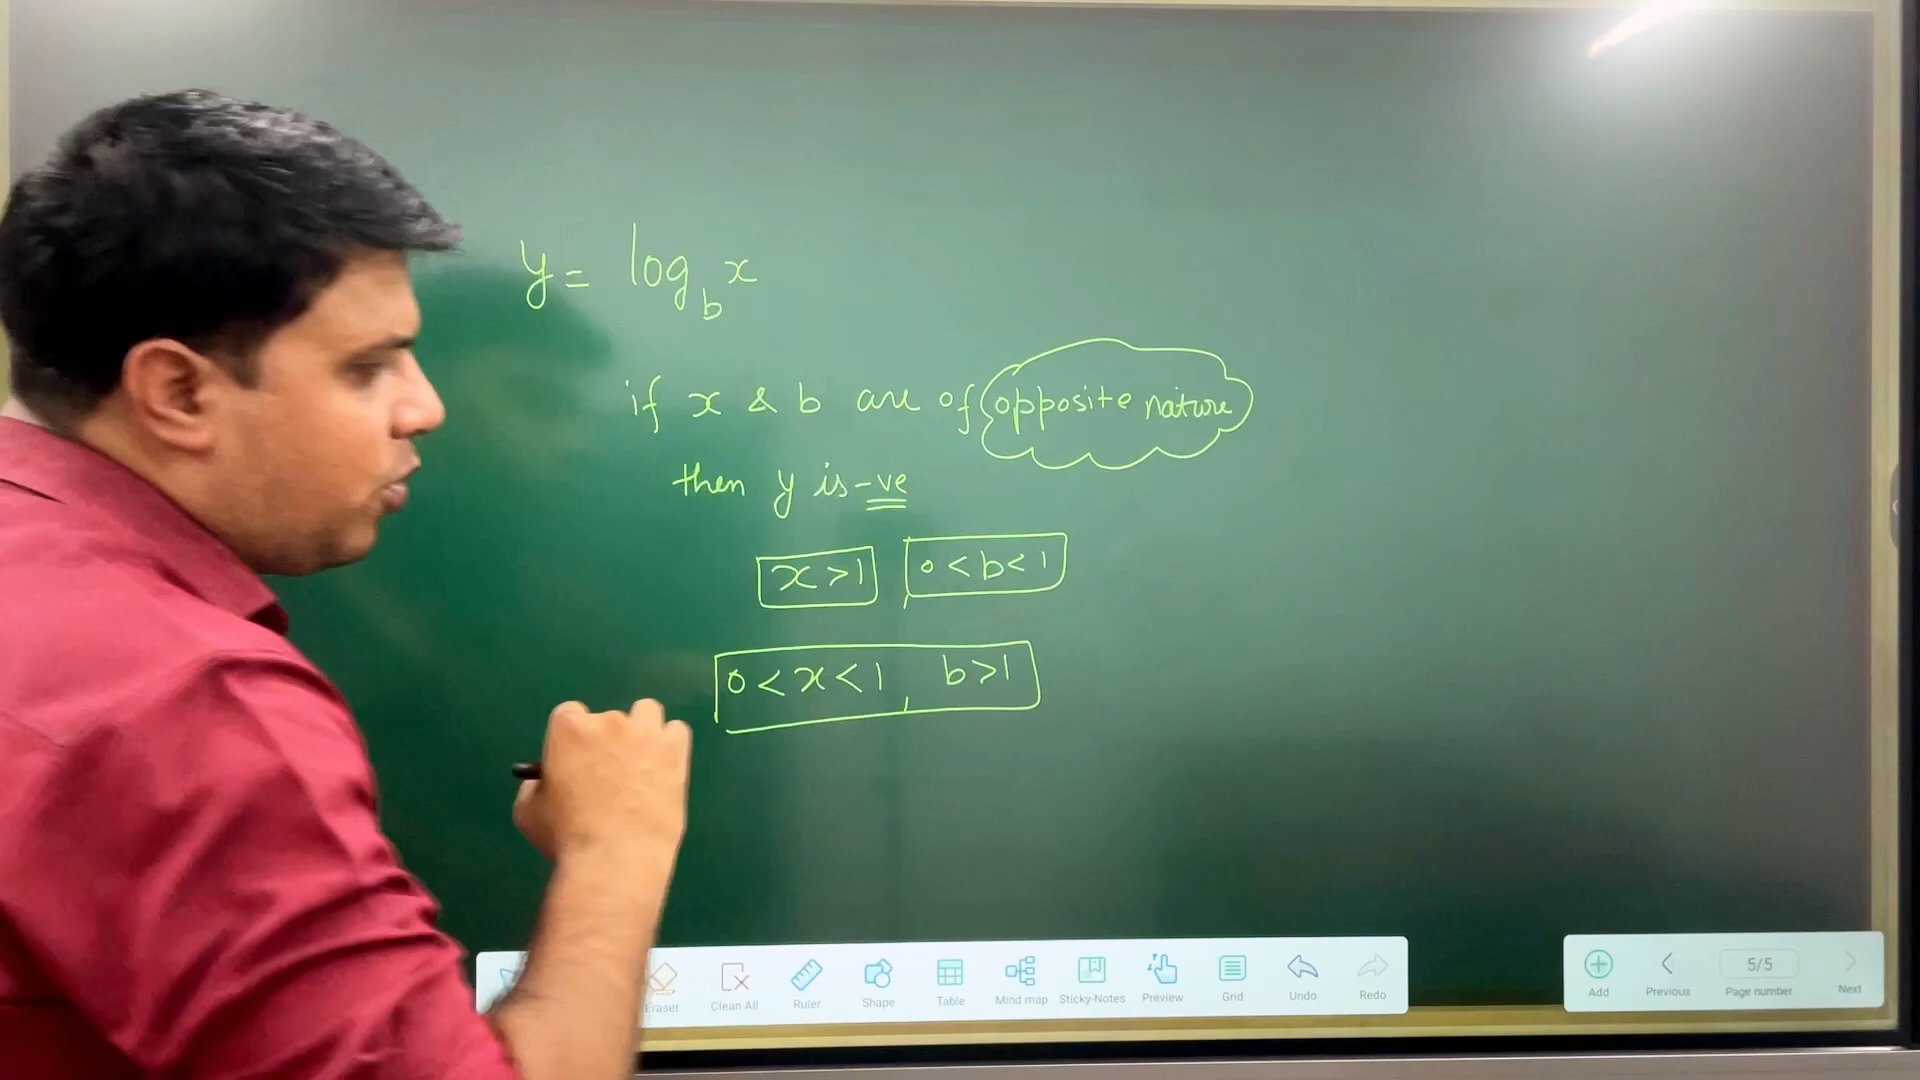 y = log_b x
if x & b are of opposite nature
then y is -ve
x > 1 0 < b < 1
0 < x < 1, b > 1
Eraser Clean All Ruler Shape Table Mind map Sticky-Notes Preview Grid Undo Redo
Add Previous 5/5 Page number Next